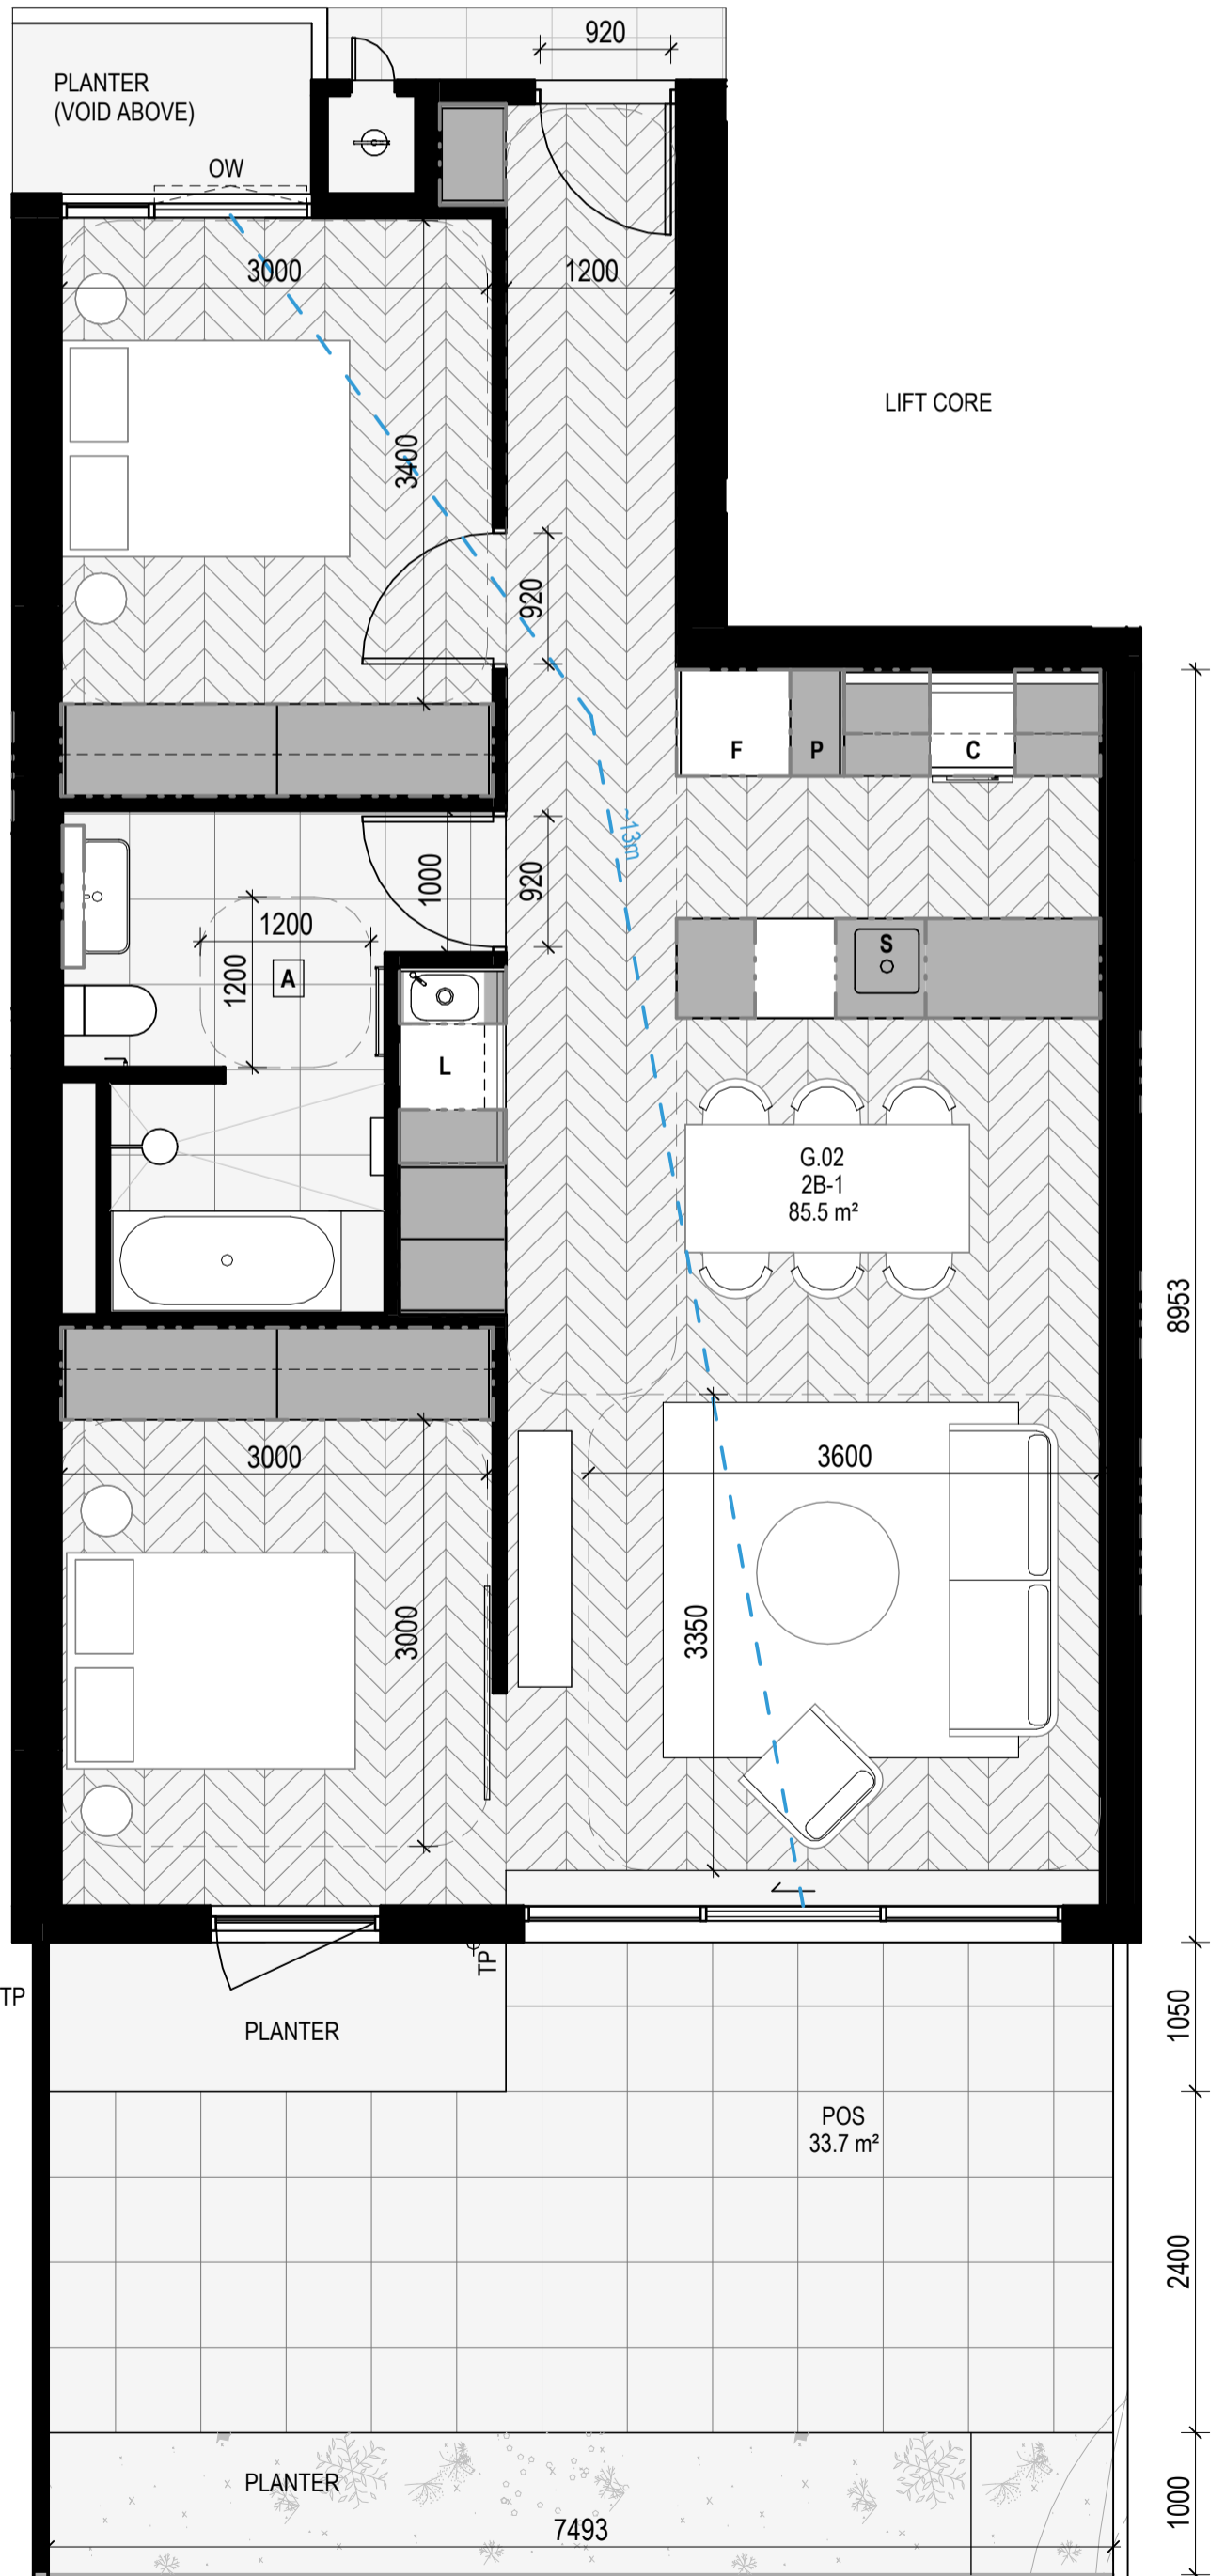 920
PLANTER
(VOID ABOVE)
OW
3000
1200
LIFT CORE
3400
920
F
P
C
~13m
1000
920
1200
1200
A
S
L
G.02
2B-1
85.5 m²
8953
3000
3600
3000
3350
TP
TP
PLANTER
1050
POS
33.7 m²
2400
PLANTER
7493
1000